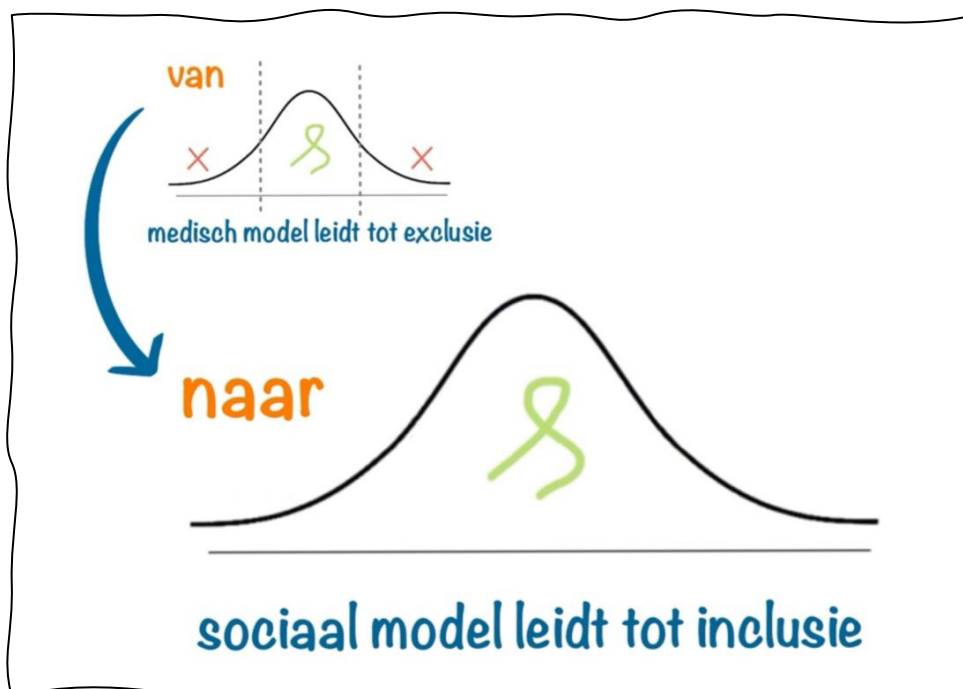 van
medisch model leidt tot exclusie
naar
sociaal model leidt tot inclusie